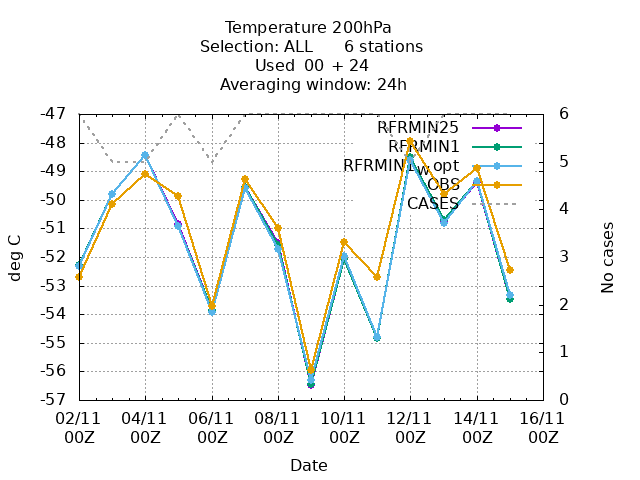 Temperature 200hPa
Selection: ALL 6 stations
Used 00 + 24
Averaging window: 24h
-47
-48
-49
-50
-51
-52
-53
-54
-55
-56
-57
deg C
6
5
4
3
2
1
0
No cases
RFRMIN25
RFRMIN1
RFRMIN1_w_opt
OBS
CASES
02/11 04/11 06/11 08/11 10/11 12/11 14/11 16/11
00Z 00Z 00Z 00Z 00Z 00Z 00Z 00Z
Date